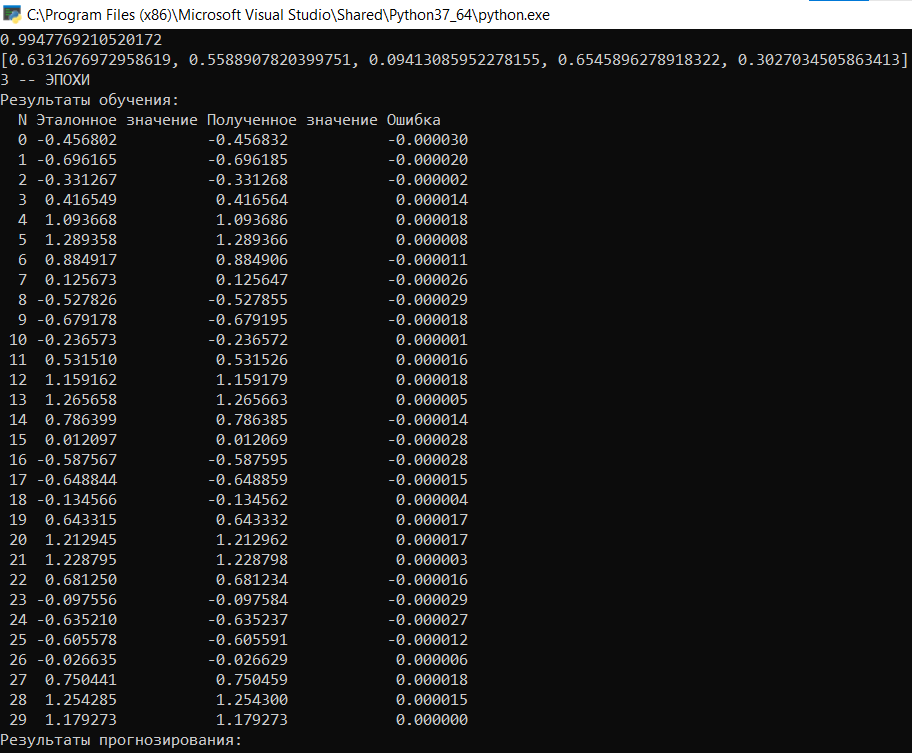 C:\Program Files (x86)\Microsoft Visual Studio\Shared\Python37_64\python.exe
0.9947769210520172
[0.6312676972958619, 0.5588907820399751, 0.09413085952278155, 0.6545896278918322, 0.3027034505863413]
3 -- ЭПОХИ
Результаты обучения:
N Эталонное значение Полученное значение Ошибка
0 -0.456802 -0.456832 -0.000030
1 -0.696165 -0.696185 -0.000020
2 -0.331267 -0.331268 -0.000002
3 0.416549 0.416564 0.000014
4 1.093668 1.093686 0.000018
5 1.289358 1.289366 0.000008
6 0.884917 0.884906 -0.000011
7 0.125673 0.125647 -0.000026
8 -0.527826 -0.527855 -0.000029
9 -0.679178 -0.679195 -0.000018
10 -0.236573 -0.236572 0.000001
11 0.531510 0.531526 0.000016
12 1.159162 1.159179 0.000018
13 1.265658 1.265663 0.000005
14 0.786399 0.786385 -0.000014
15 0.012097 0.012069 -0.000028
16 -0.587567 -0.587595 -0.000028
17 -0.648844 -0.648859 -0.000015
18 -0.134566 -0.134562 0.000004
19 0.643315 0.643332 0.000017
20 1.212945 1.212962 0.000017
21 1.228795 1.228798 0.000003
22 0.681250 0.681234 -0.000016
23 -0.097556 -0.097584 -0.000029
24 -0.635210 -0.635237 -0.000027
25 -0.605578 -0.605591 -0.000012
26 -0.026635 -0.026629 0.000006
27 0.750441 0.750459 0.000018
28 1.254285 1.254300 0.000015
29 1.179273 1.179273 0.000000
Результаты прогнозирования: